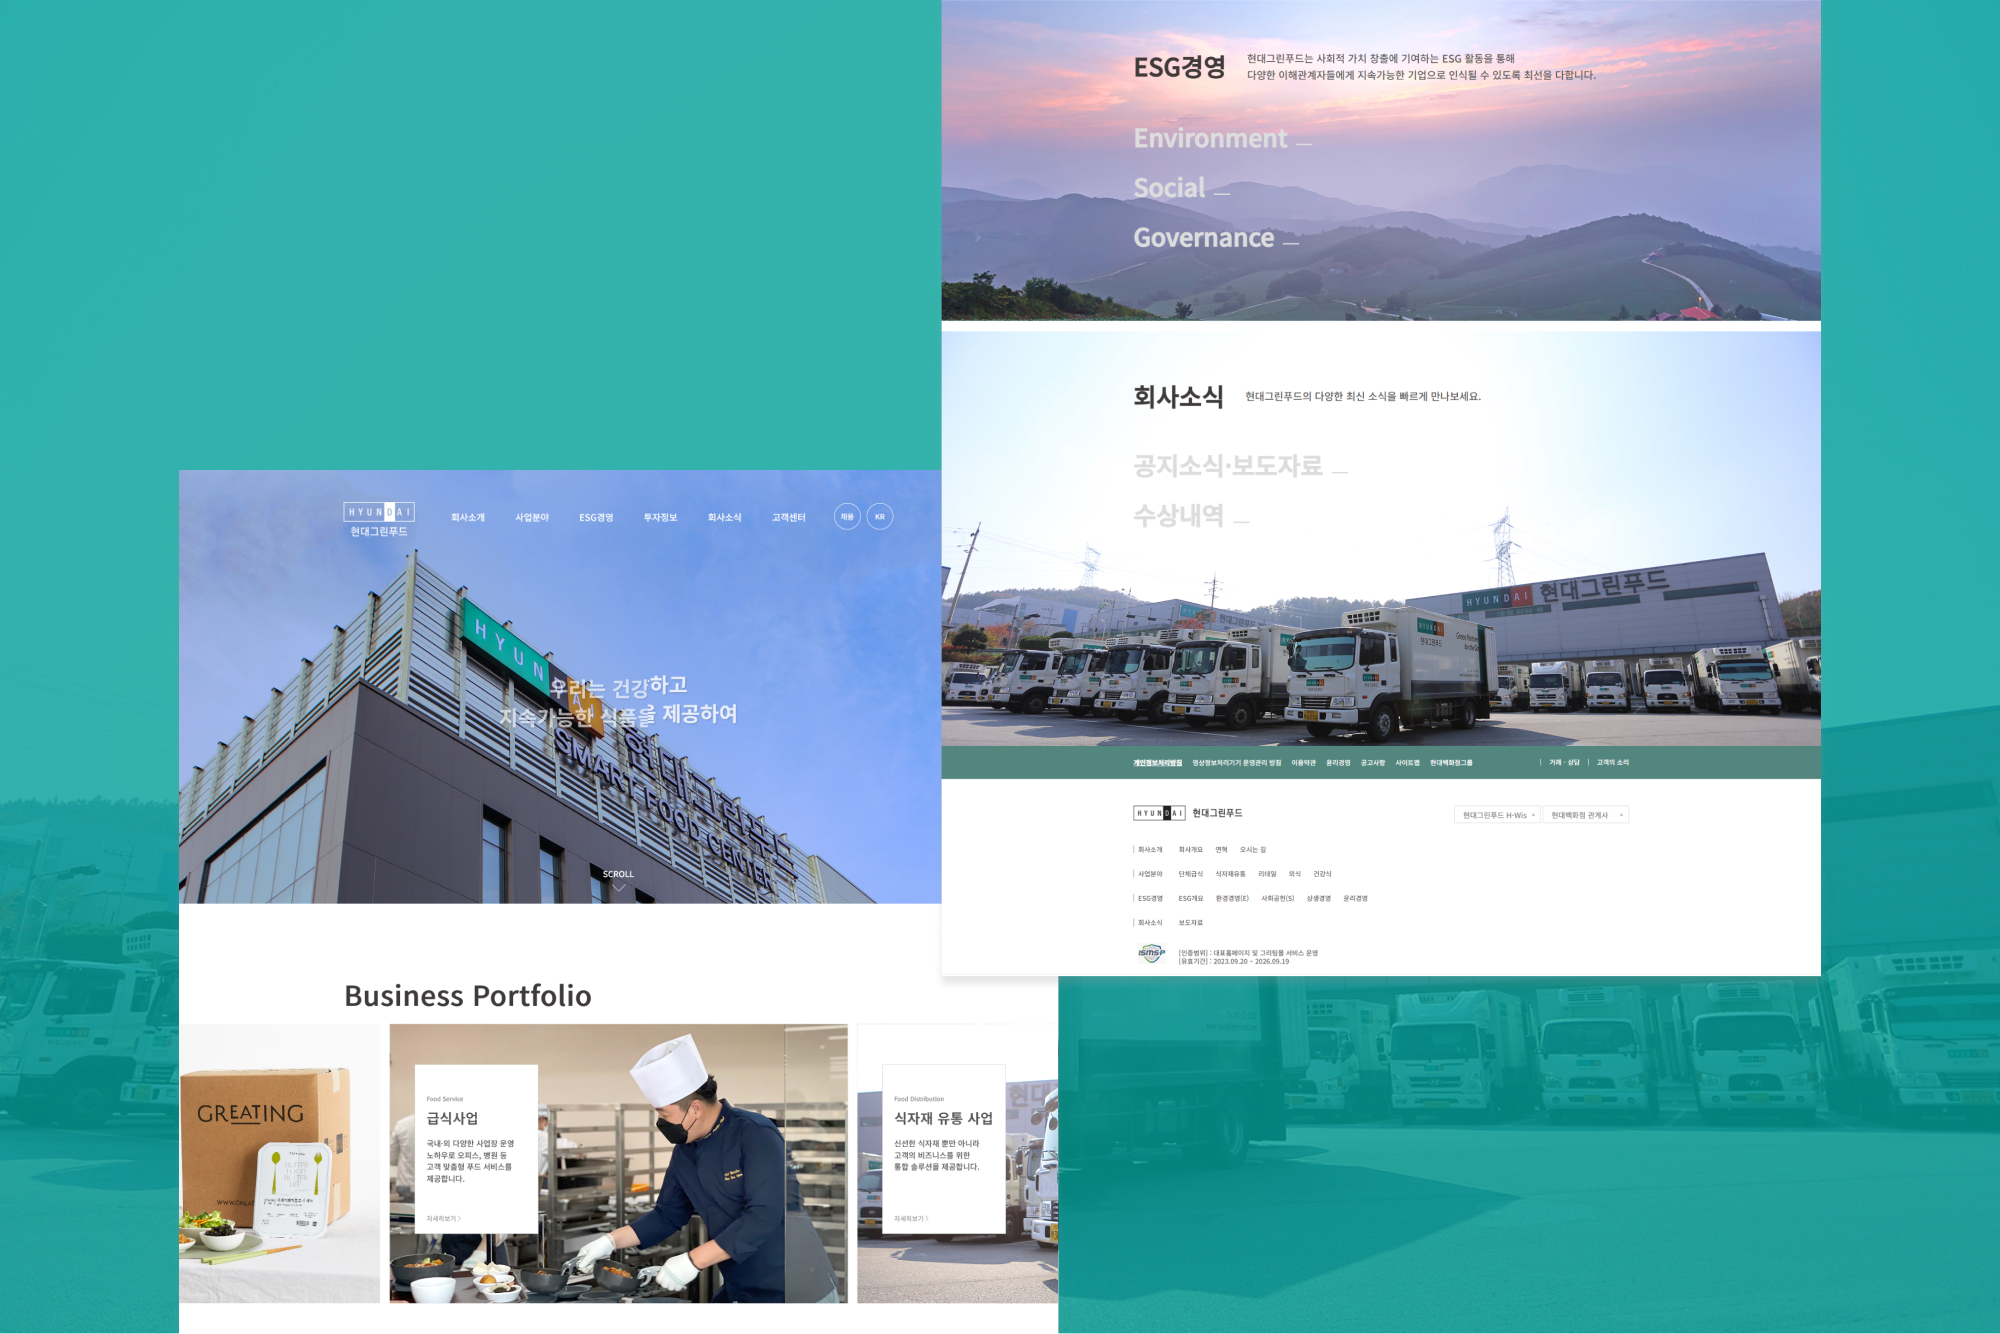 ESG경영
현대그린푸드는 사회적 가치 창출에 기여하는 ESG 활동을 통해
다양한 이해관계자들에게 지속가능한 기업으로 인식될 수 있도록 최선을 다합니다.
Environment
Social
Governance
회사소식
현대그린푸드의 다양한 최신 소식을 빠르게 만나보세요.
공지소식·보도자료
수상내역
HYUNDAI 현대그린푸드
HYUNDAI
현대그린푸드
개인정보처리방침 영상정보처리기기 운영관리 방침 이용약관 윤리경영 공고사항 사이트맵 현대백화점그룹
거래 · 상담 고객의 소리
HYUNDAI 현대그린푸드
현대그린푸드 H-Wis
현대백화점 관계사
회사소개 회사개요 연혁 오시는 길
사업분야 단체급식 식자재유통 리테일 외식 건강식
ESG경영 ESG개요 환경경영(E) 사회공헌(S) 상생경영 윤리경영
회사소식 보도자료
ISMS-P
[인증범위] : 대표홈페이지 및 그리팅몰 서비스 운영
[유효기간] : 2023.09.20 ~ 2026.09.19
HYUNDAI
현대그린푸드
회사소개 사업분야 ESG경영 투자정보 회사소식 고객센터 채용 KR
HYUNDAI
현대그린푸드
SMART FOOD CENTER
우리는 건강하고
지속가능한 식품을 제공하여
SCROLL
Business Portfolio
GREATING
Food Service
급식사업
국내·외 다양한 사업장 운영
노하우로 오피스, 병원 등
고객 맞춤형 푸드 서비스를
제공합니다.
자세히보기
Food Distribution
식자재 유통 사업
신선한 식자재 뿐만 아니라
고객의 비즈니스를 위한
통합 솔루션을 제공합니다.
자세히보기
현대